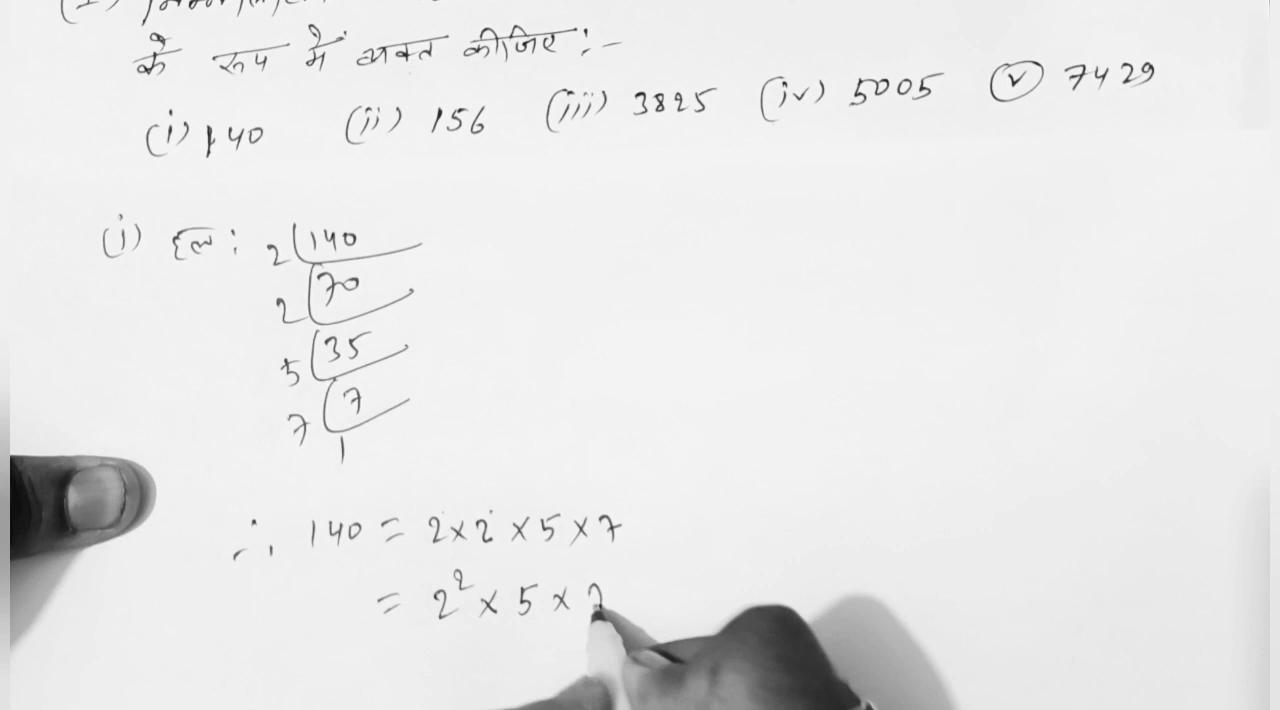 के रूप में व्यक्त कीजिए :-
(i) 140 (ii) 156 (iii) 3825 (iv) 5005 (v) 7429
(i) हल : 2 140
2 70
5 35
7 7
1
∴ 140 = 2×2×5×7
= 2² × 5 ×